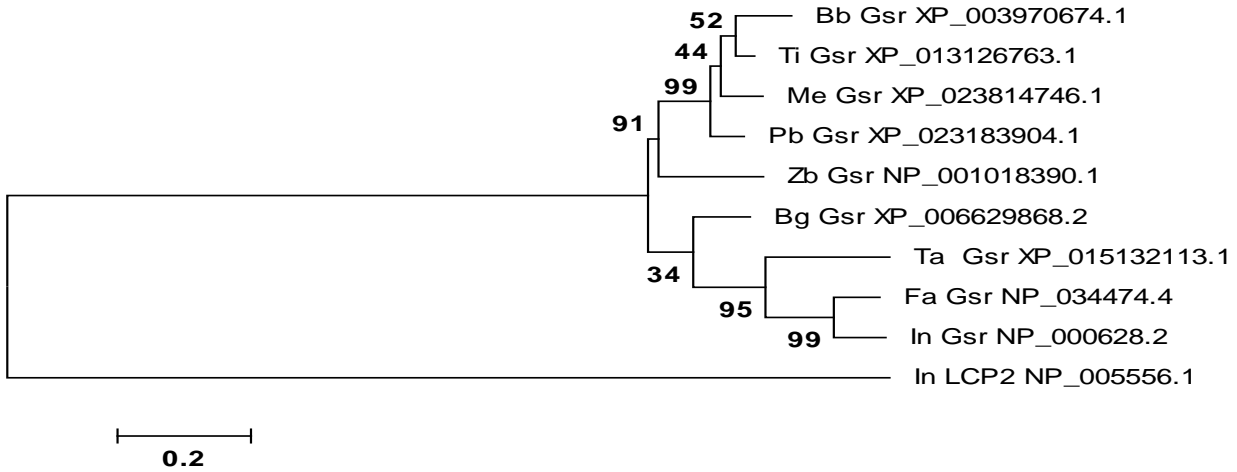 Bb Gsr XP_003970674.1
52
Ti Gsr XP_013126763.1
44
Me Gsr XP_023814746.1
99
Pb Gsr XP_023183904.1
91
Zb Gsr NP_001018390.1
Bg Gsr XP_006629868.2
Ta Gsr XP_015132113.1
34
Fa Gsr NP_034474.4
95
In Gsr NP_000628.2
99
In LCP2 NP_005556.1
0.2